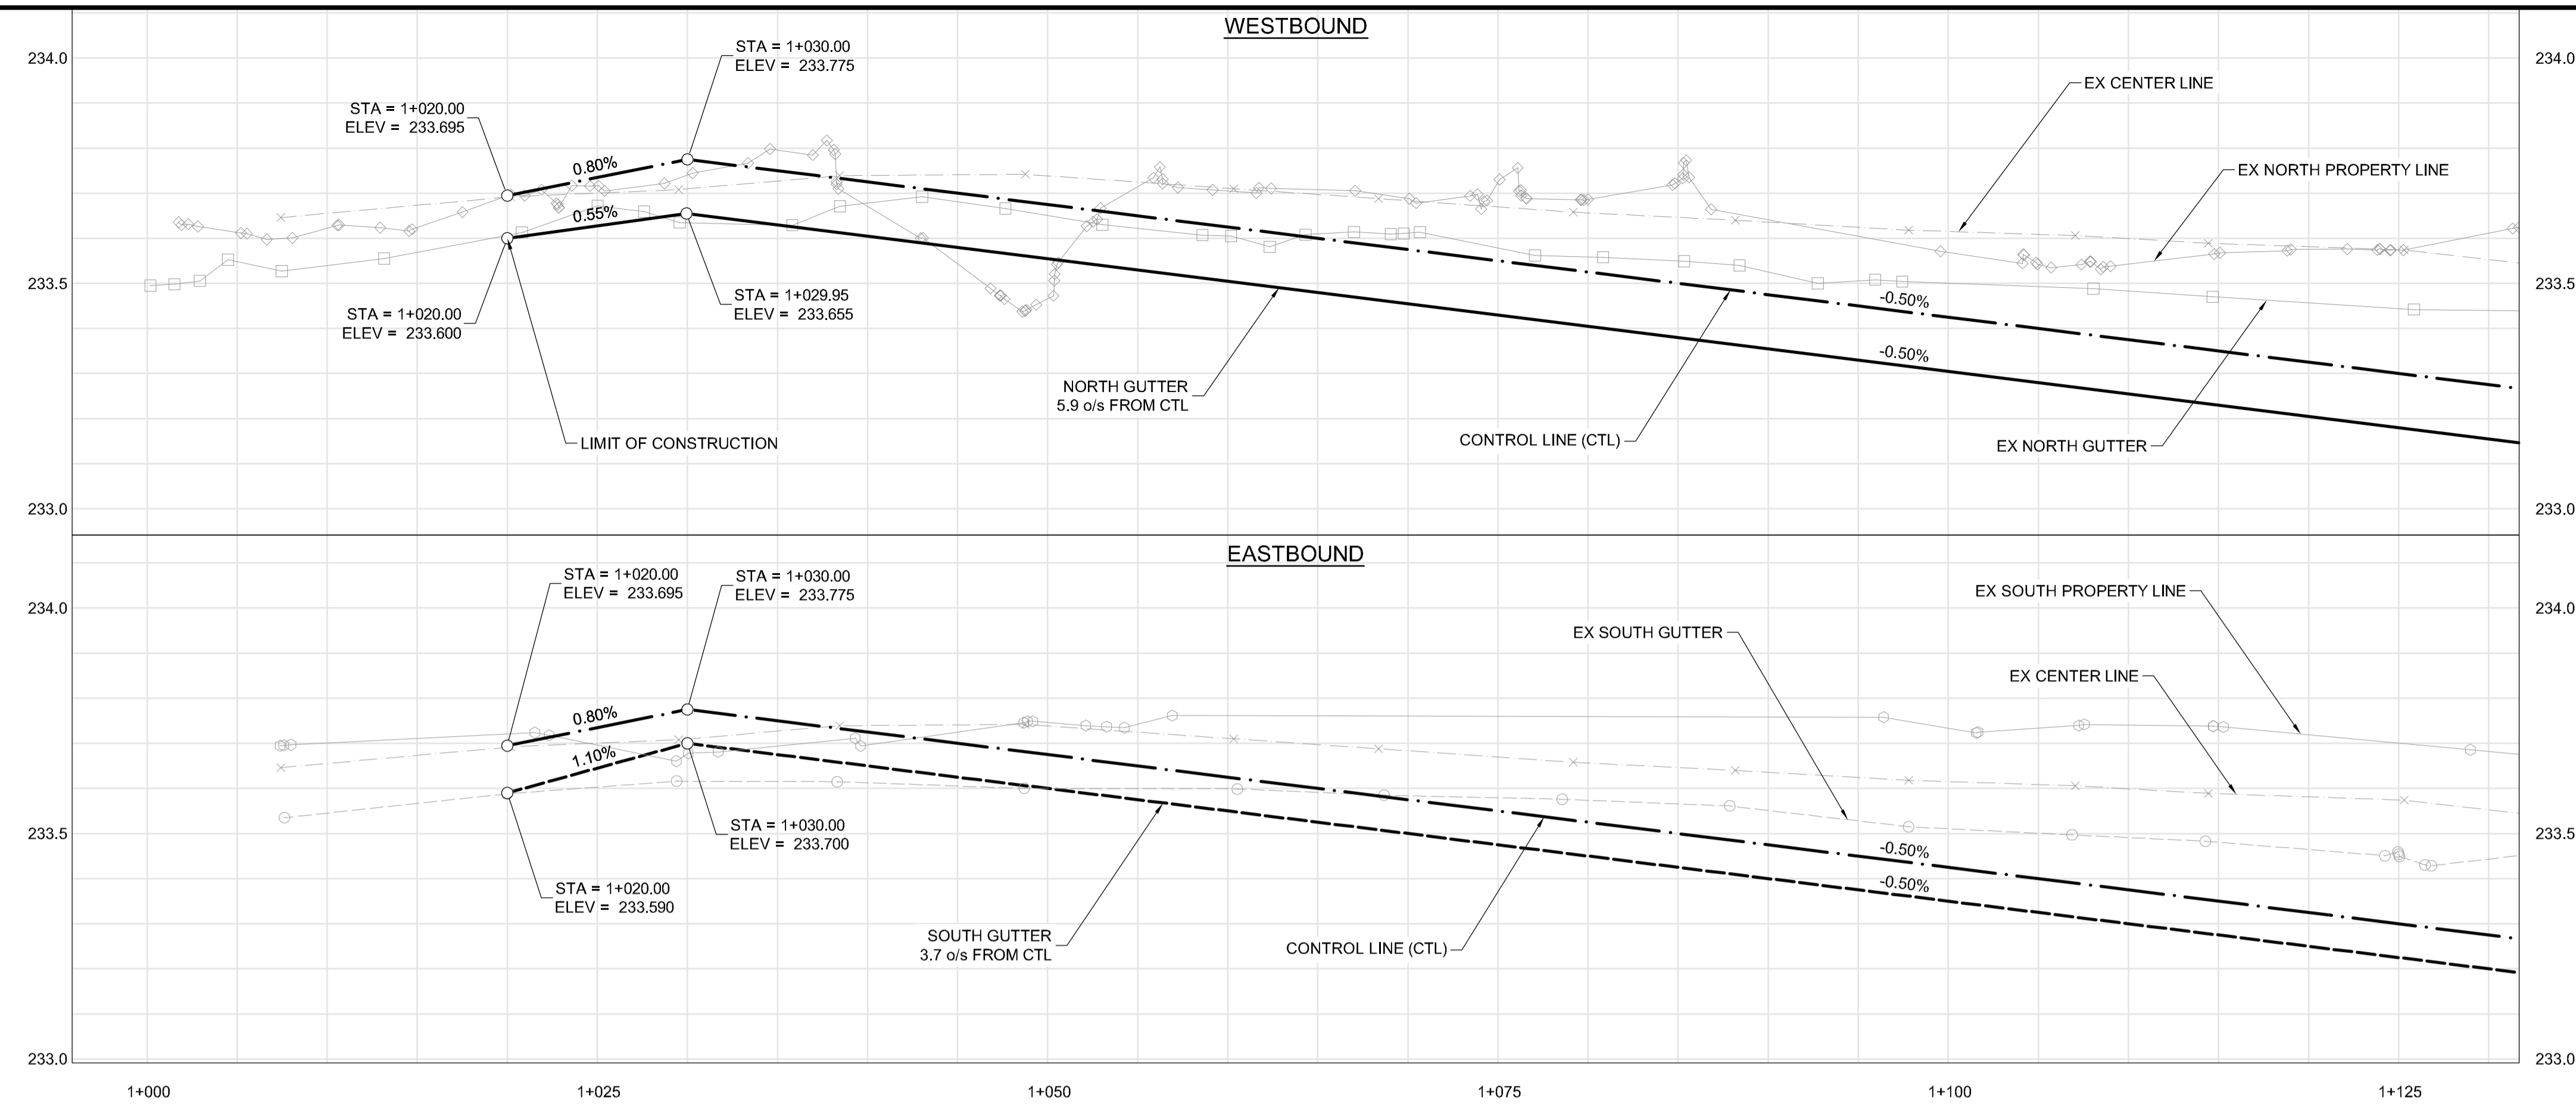 WESTBOUND
234.0
234.0
STA = 1+030.00
ELEV = 233.775
STA = 1+020.00
ELEV = 233.695
0.80%
0.55%
EX CENTER LINE
EX NORTH PROPERTY LINE
233.5
233.5
STA = 1+029.95
ELEV = 233.655
STA = 1+020.00
ELEV = 233.600
-0.50%
-0.50%
NORTH GUTTER
5.9 o/s FROM CTL
LIMIT OF CONSTRUCTION
CONTROL LINE (CTL)
EX NORTH GUTTER
233.0
233.0
EASTBOUND
STA = 1+020.00
ELEV = 233.695
STA = 1+030.00
ELEV = 233.775
234.0
234.0
EX SOUTH PROPERTY LINE
EX SOUTH GUTTER
EX CENTER LINE
0.80%
1.10%
STA = 1+030.00
ELEV = 233.700
233.5
233.5
-0.50%
-0.50%
STA = 1+020.00
ELEV = 233.590
SOUTH GUTTER
3.7 o/s FROM CTL
CONTROL LINE (CTL)
233.0
233.0
1+000
1+025
1+050
1+075
1+100
1+125